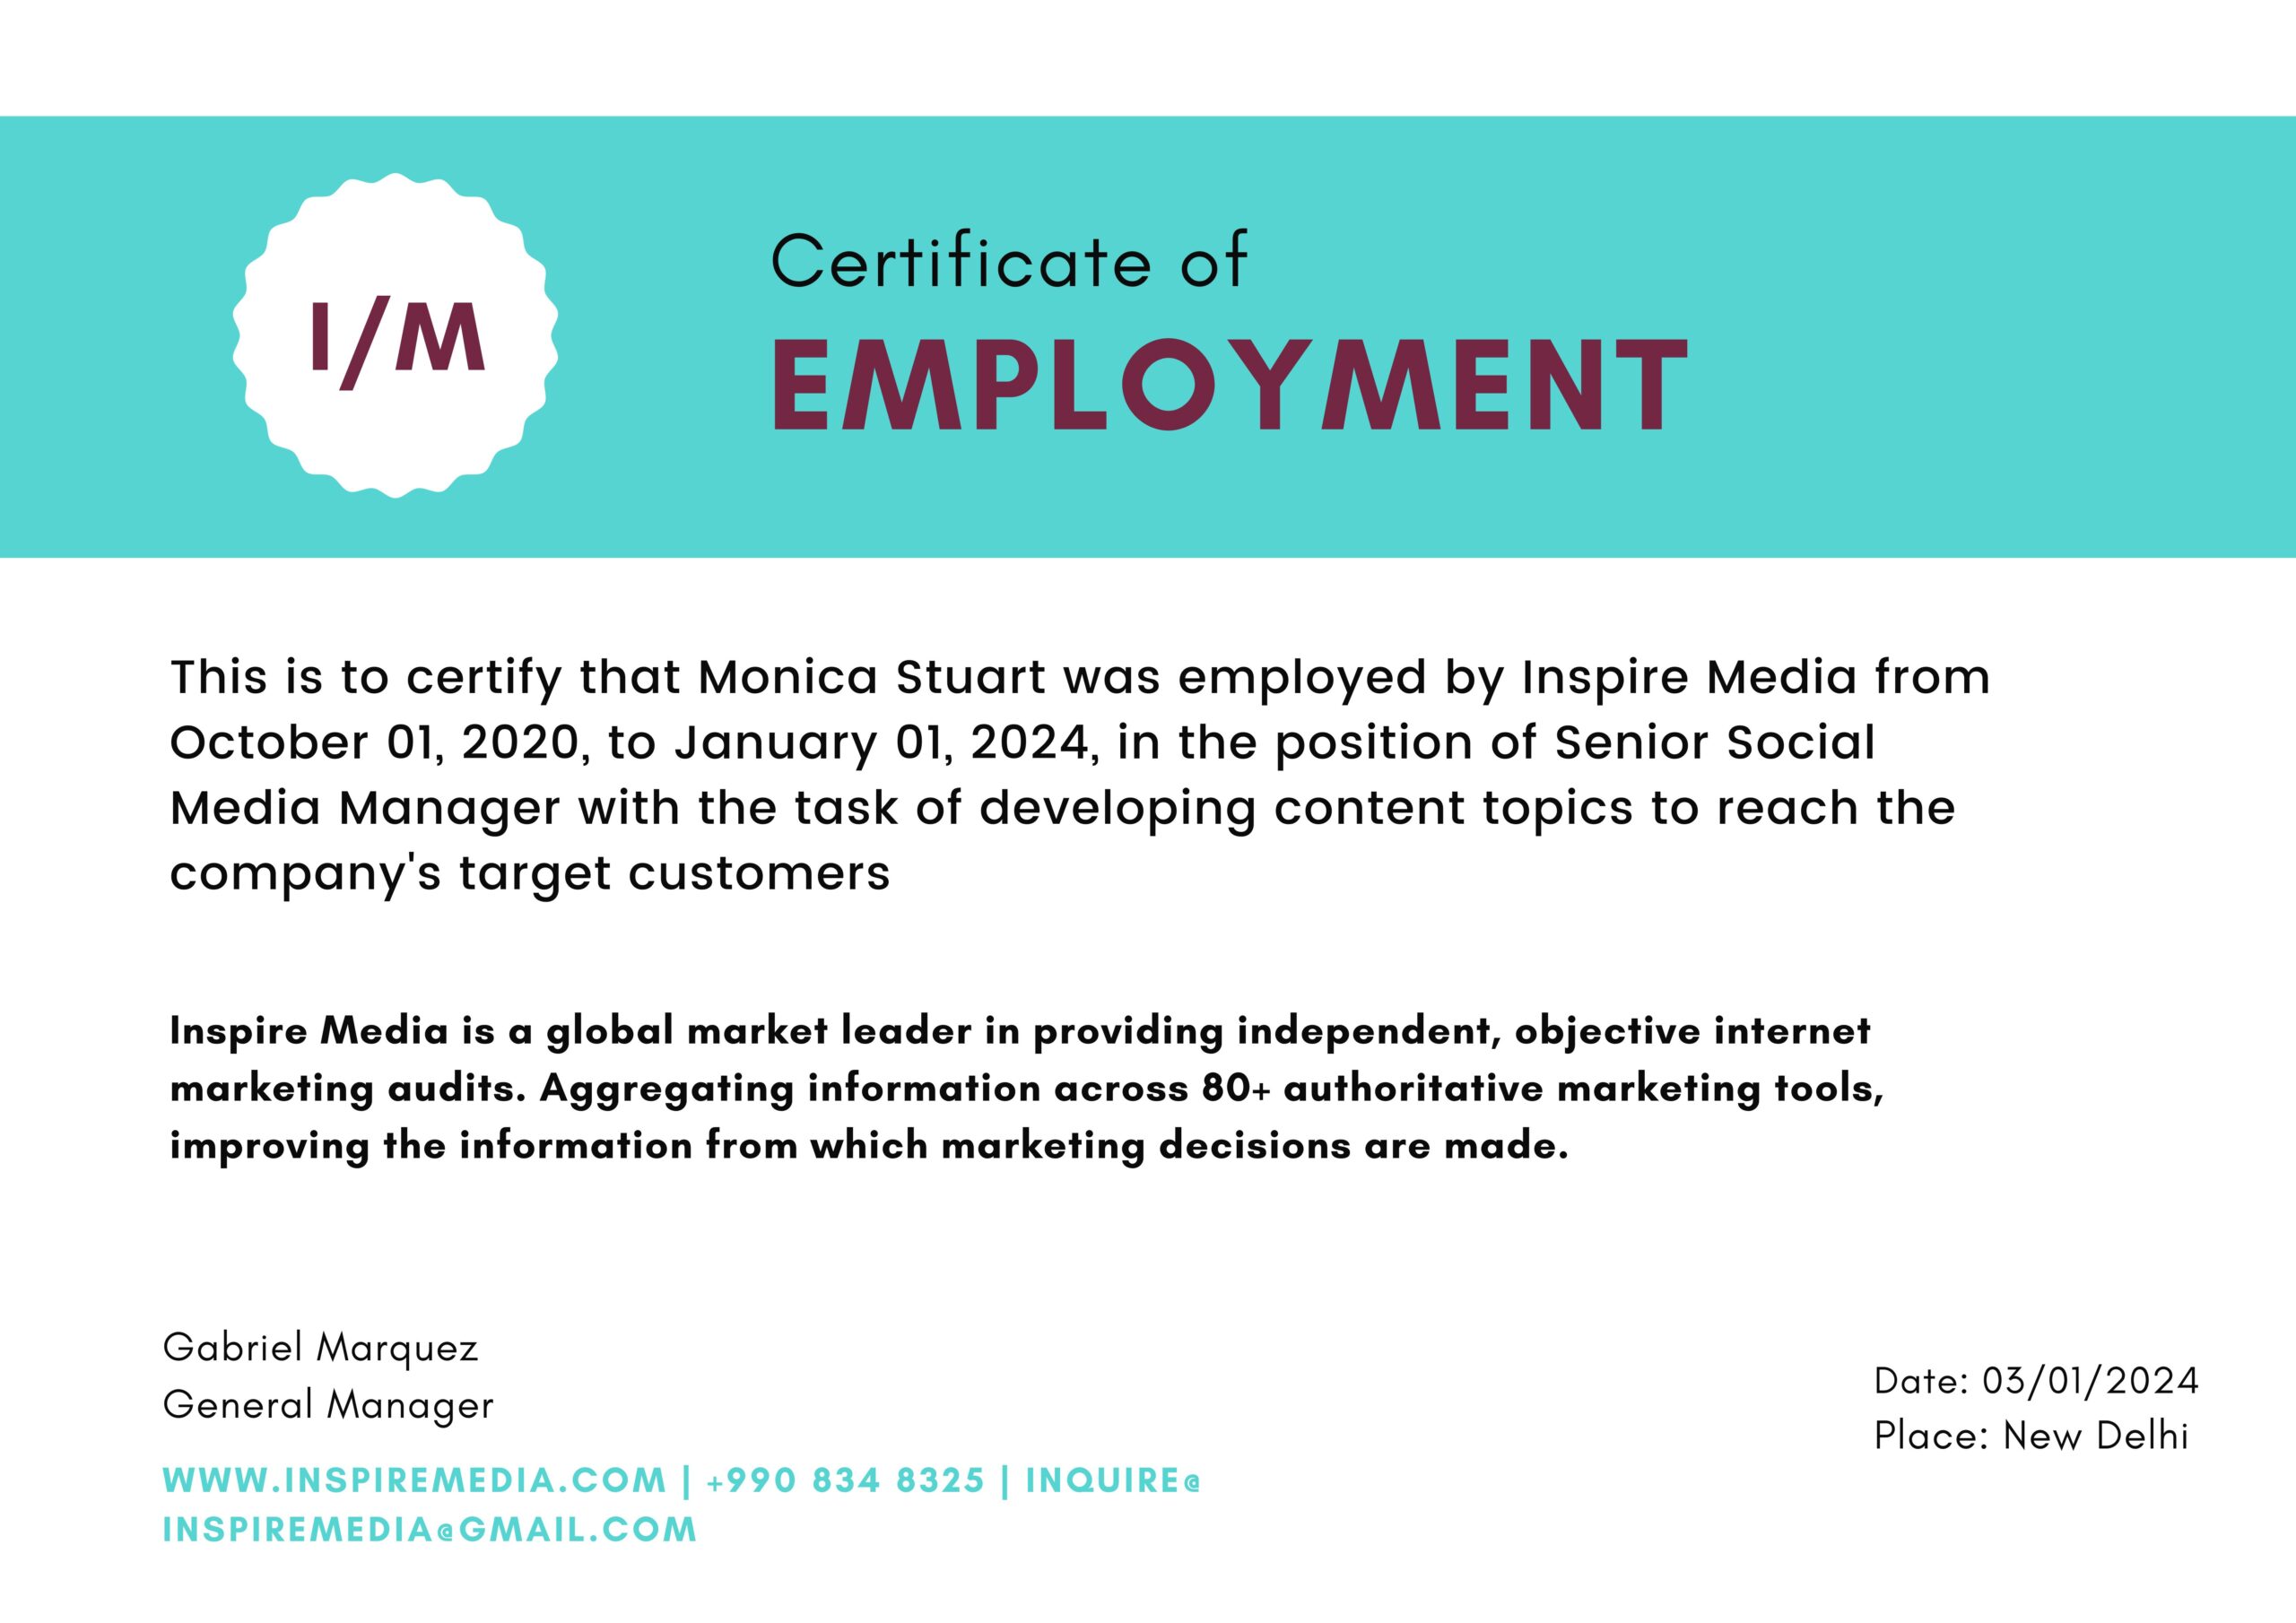 I/M
Certificate of
EMPLOYMENT
This is to certify that Monica Stuart was employed by Inspire Media from
October 01, 2020, to January 01, 2024, in the position of Senior Social
Media Manager with the task of developing content topics to reach the
company's target customers
Inspire Media is a global market leader in providing independent, objective internet
marketing audits. Aggregating information across 80+ authoritative marketing tools,
improving the information from which marketing decisions are made.
Gabriel Marquez
General Manager
WWW.INSPIREMEDIA.COM | +990 834 8325 | INQUIRE@
INSPIREMEDIA@GMAIL.COM
Date: 03/01/2024
Place: New Delhi